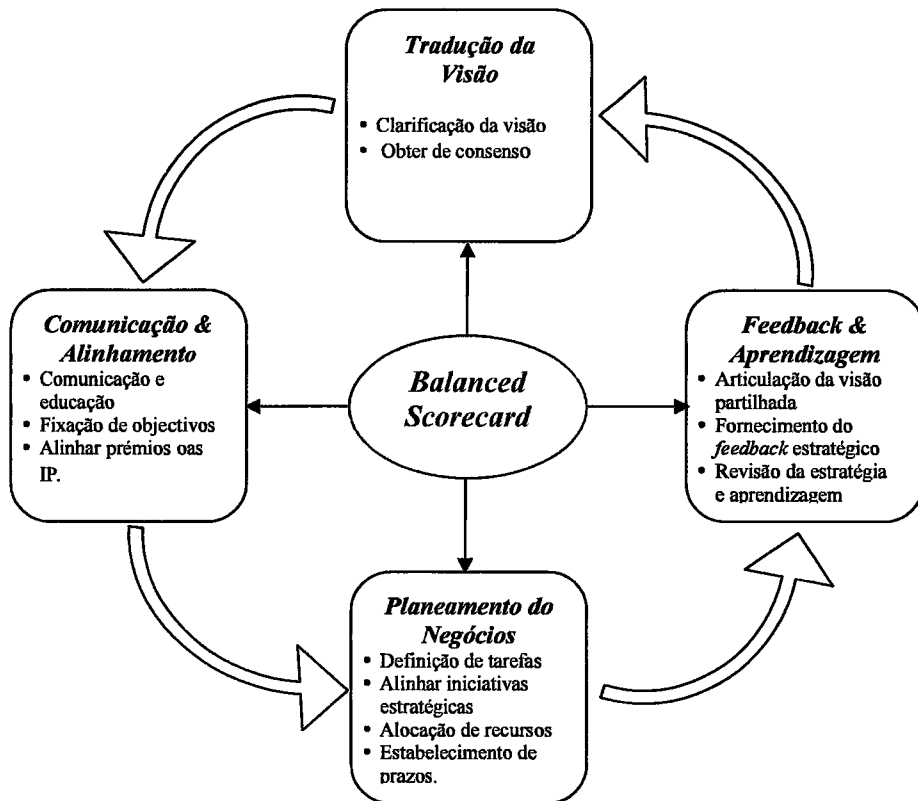 Tradução da
Visão
• Clarificação da visão
• Obter de consenso
Comunicação &
Alinhamento
• Comunicação e
educação
• Fixação de objectivos
• Alinhar prémios oas
IP.
Balanced
Scorecard
Feedback &
Aprendizagem
• Articulação da visão
partilhada
• Fornecimento do
feedback estratégico
• Revisão da estratégia
e aprendizagem
Planeamento do
Negócios
• Definição de tarefas
• Alinhar iniciativas
estratégicas
• Alocação de recursos
• Estabelecimento de
prazos.